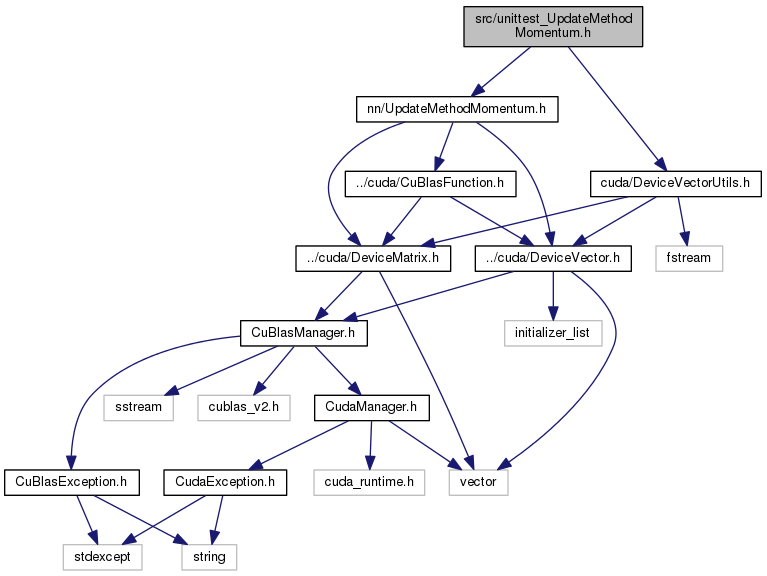 src/unittest_UpdateMethod
Momentum.h
nn/UpdateMethodMomentum.h
../cuda/CuBlasFunction.h
cuda/DeviceVectorUtils.h
../cuda/DeviceMatrix.h
../cuda/DeviceVector.h
fstream
CuBlasManager.h
initializer_list
sstream
cublas_v2.h
CudaManager.h
CuBlasException.h
CudaException.h
cuda_runtime.h
vector
stdexcept
string